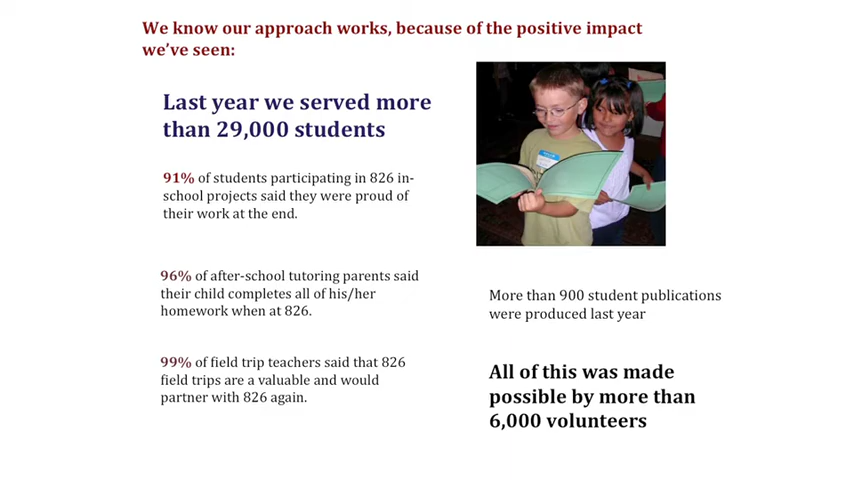 We know our approach works, because of the positive impact
we've seen:
Last year we served more
than 29,000 students
91% of students participating in 826 in-
school projects said they were proud of
their work at the end.
96% of after-school tutoring parents said
their child completes all of his/her
homework when at 826.
99% of field trip teachers said that 826
field trips are a valuable and would
partner with 826 again.
More than 900 student publications
were produced last year
All of this was made
possible by more than
6,000 volunteers